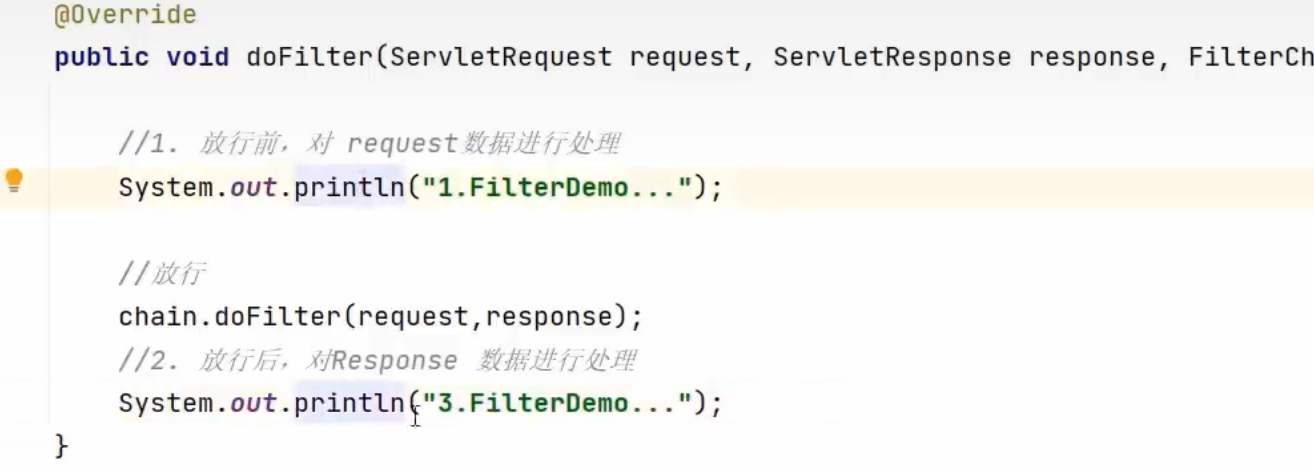 @Override
public void doFilter(ServletRequest request, ServletResponse response, FilterCh
//1. 放行前，对 request数据进行处理
System.out.println("1.FilterDemo...");
//放行
chain.doFilter(request,response);
//2. 放行后，对Response 数据进行处理
System.out.println("3.FilterDemo...");
}